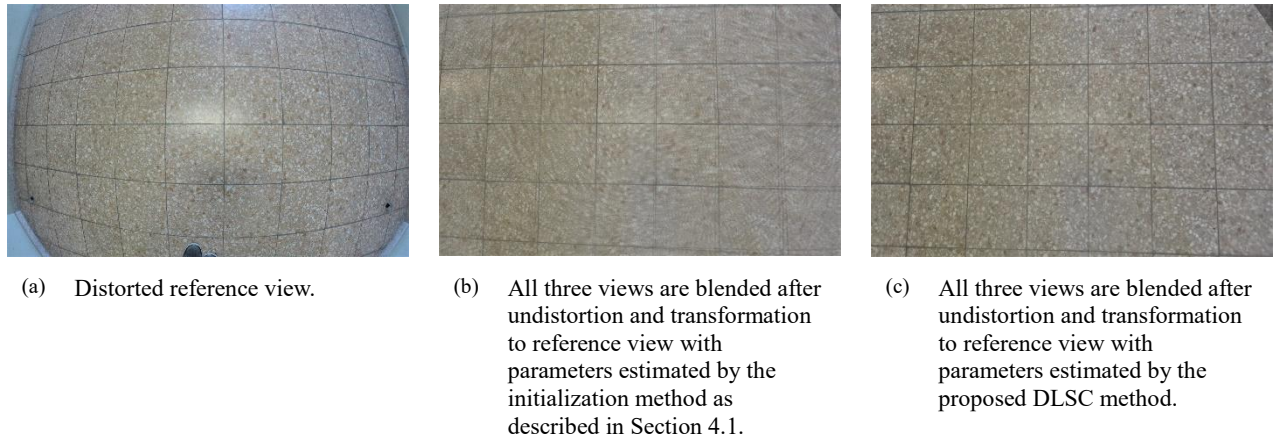 (a) Distorted reference view.
(b) All three views are blended after
undistortion and transformation
to reference view with
parameters estimated by the
initialization method as
described in Section 4.1.
(c) All three views are blended after
undistortion and transformation
to reference view with
parameters estimated by the
proposed DLSC method.